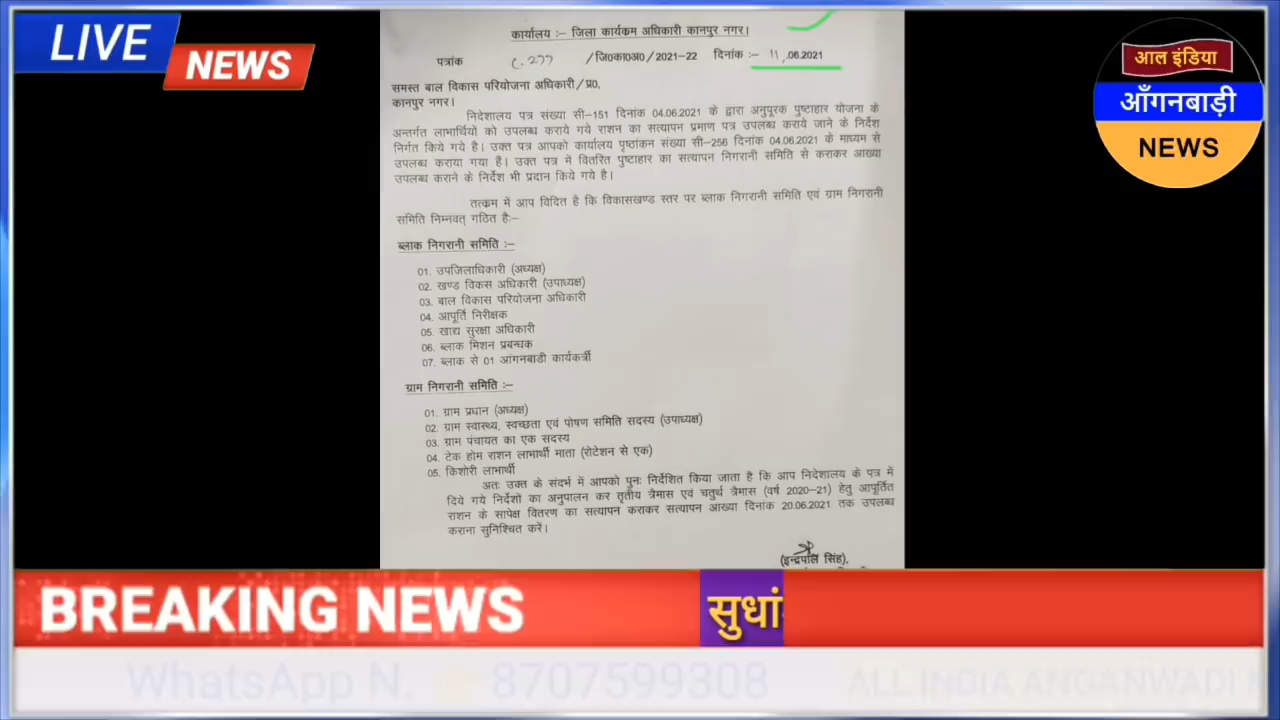 LIVE
NEWS
आल इंडिया
आँगनबाड़ी
NEWS
कार्यालय :– जिला कार्यकम अधिकारी कानपुर नगर।
पत्रांक /जि0का0अ0/2021–22 दिनांक :– 11.06.2021
समस्त बाल विकास परियोजना अधिकारी/प्र0,
कानपुर नगर।
निदेशालय पत्र संख्या सी–151 दिनांक 04.06.2021 के द्वारा अनुपूरक पुष्टाहार योजना के
अन्तर्गत लाभार्थियों को उपलब्ध कराये गये राशन का सत्यापन प्रमाण पत्र उपलब्ध कराये जाने के निर्देश
निर्गत किये गये है। उक्त पत्र आपको कार्यालय पृष्ठांकन संख्या सी–256 दिनांक 04.06.2021 के माध्यम से
उपलब्ध कराया गया है। उक्त पत्र में वितरित पुष्टाहार का सत्यापन निगरानी समिति से कराकर आख्या
उपलब्ध कराने के निर्देश भी प्रदान किये गये है।
तत्कम में आप विदित है कि विकासखण्ड स्तर पर ब्लाक निगरानी समिति एवं ग्राम निगरानी
समिति निम्नवत् गठित है:–
ब्लाक निगरानी समिति :–
01. उपजिलाधिकारी (अध्यक्ष)
02. खण्ड विकस अधिकारी (उपाध्यक्ष)
03. बाल विकास परियोजना अधिकारी
04. आपूर्ति निरीक्षक
05. खाद्य सुरक्षा अधिकारी
06. ब्लाक मिशन प्रबन्धक
07. ब्लाक से 01 आंगनबाडी कार्यकर्त्री
ग्राम निगरानी समिति :–
01. ग्राम प्रधान (अध्यक्ष)
02. ग्राम स्वास्थ्य, स्वच्छता एवं पोषण समिति सदस्य (उपाध्यक्ष)
03. ग्राम पंचायत का एक सदस्य
04. टेक होम राशन लाभार्थी माता (रोटेशन से एक)
05. किशोरी लाभार्थी
अतः उक्त के संदर्भ में आपको पुनः निर्देशित किया जाता है कि आप निदेशालय के पत्र में
दिये गये निर्देशों का अनुपालन कर तृतीय त्रैमास एवं चतुर्थ त्रैमास (वर्ष 2020–21) हेतु आपूर्तित
राशन के सापेक्ष वितरण का सत्यापन कराकर सत्यापन आख्या दिनांक 20.06.2021 तक उपलब्ध
कराना सुनिश्चित करें।
(इन्द्रपाल सिंह),
BREAKING NEWS
सुधां
WhatsApp N. 8707599308 ALL INDIA ANGANWADI